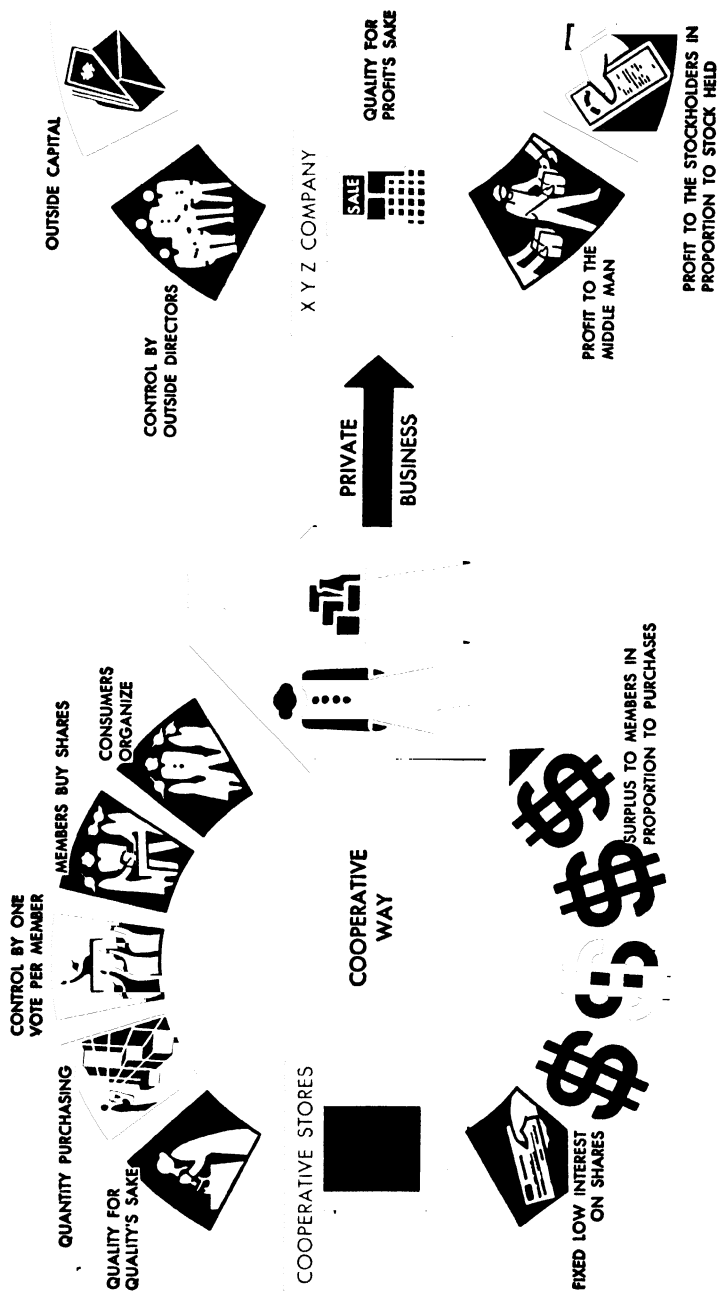 CONSUMERS
ORGANIZE
MEMBERS BUY SHARES
CONTROL BY ONE
VOTE PER MEMBER
QUANTITY PURCHASING
QUALITY FOR
QUALITY'S SAKE
COOPERATIVE STORES
COOPERATIVE
WAY
FIXED LOW INTEREST
ON SHARES
$
$
$
$
SURPLUS TO MEMBERS IN
PROPORTION TO PURCHASES
PRIVATE
BUSINESS
OUTSIDE CAPITAL
CONTROL BY
OUTSIDE DIRECTORS
X Y Z COMPANY
SALE
QUALITY FOR
PROFIT'S SAKE
PROFIT TO THE
MIDDLE MAN
PROFIT TO THE STOCKHOLDERS IN
PROPORTION TO STOCK HELD